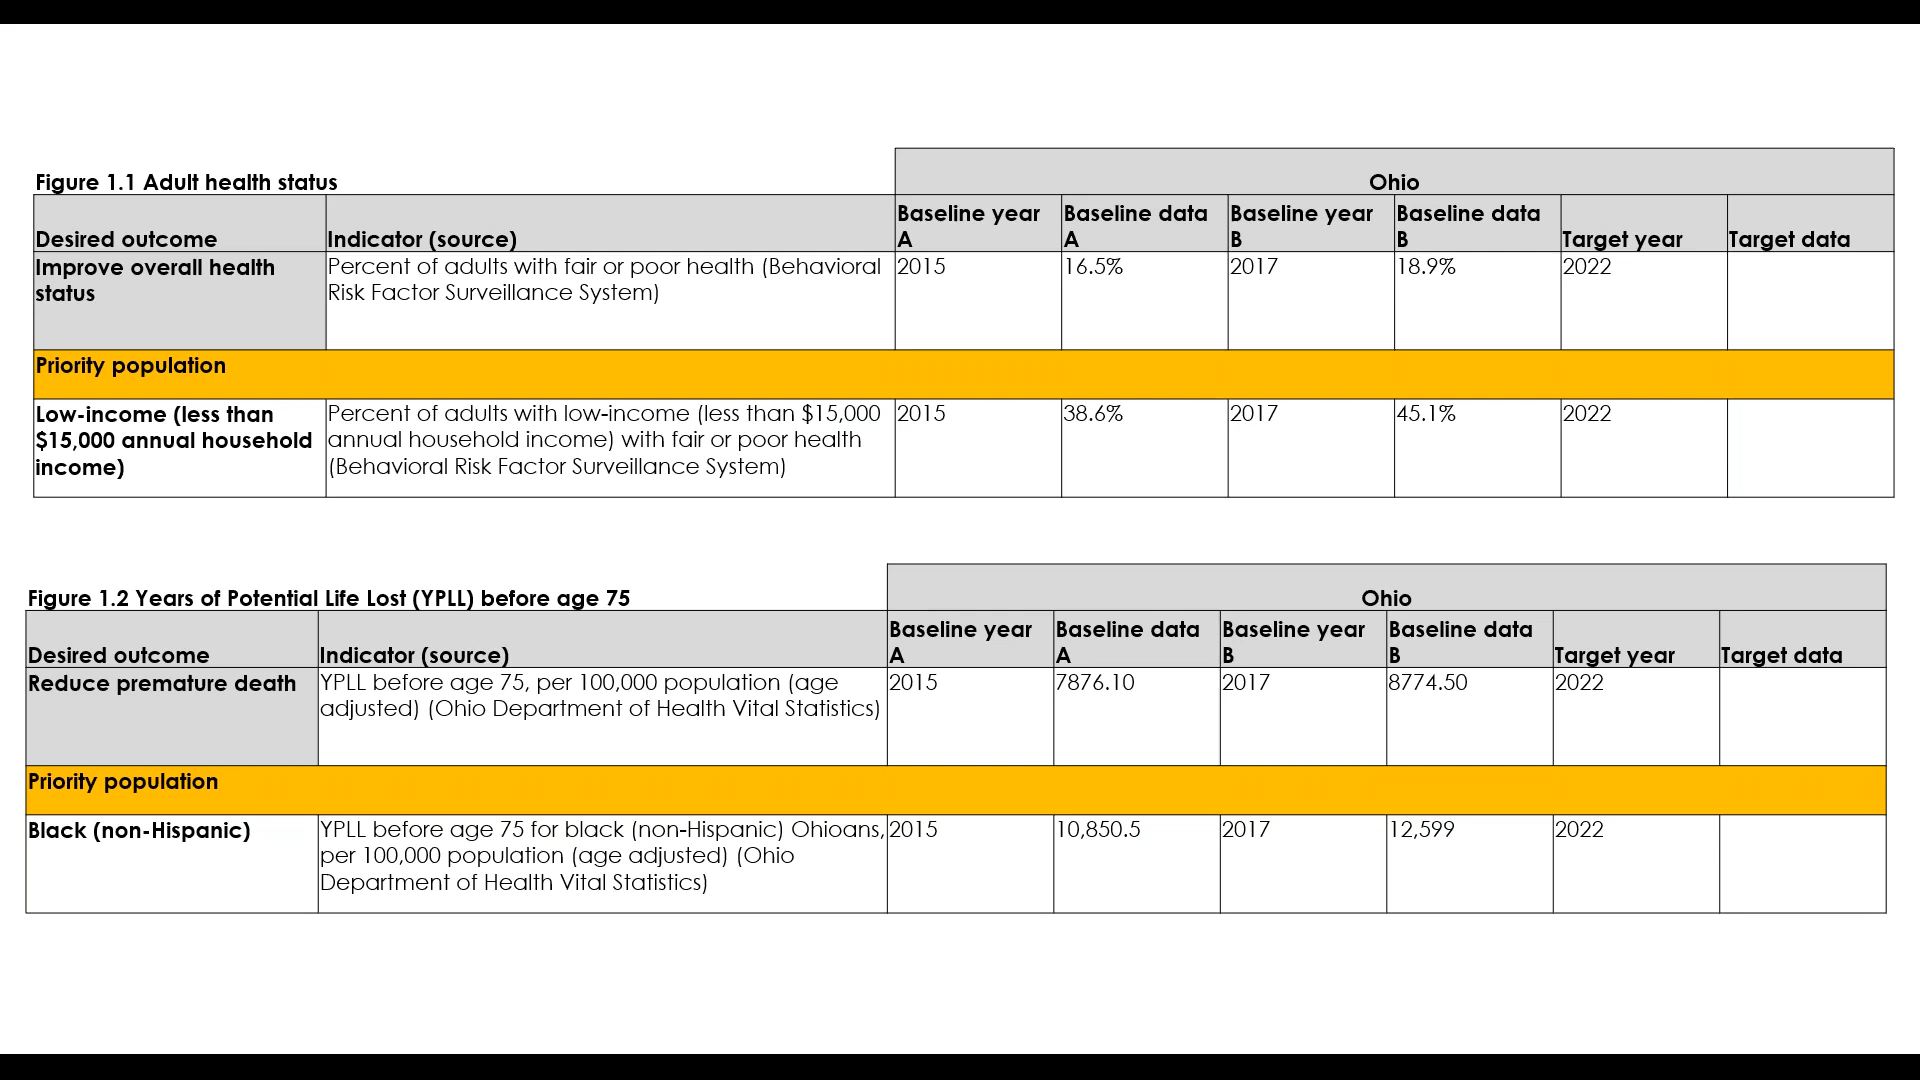 Figure 1.1 Adult health status
Ohio
Desired outcome
Indicator (source)
Baseline year
A
Baseline data
A
Baseline year
B
Baseline data
B
Target year
Target data
Improve overall health
status
Percent of adults with fair or poor health (Behavioral
Risk Factor Surveillance System)
2015
16.5%
2017
18.9%
2022
Priority population
Low-income (less than
$15,000 annual household
income)
Percent of adults with low-income (less than $15,000
annual household income) with fair or poor health
(Behavioral Risk Factor Surveillance System)
2015
38.6%
2017
45.1%
2022
Figure 1.2 Years of Potential Life Lost (YPLL) before age 75
Ohio
Desired outcome
Indicator (source)
Baseline year
A
Baseline data
A
Baseline year
B
Baseline data
B
Target year
Target data
Reduce premature death
YPLL before age 75, per 100,000 population (age
adjusted) (Ohio Department of Health Vital Statistics)
2015
7876.10
2017
8774.50
2022
Priority population
Black (non-Hispanic)
YPLL before age 75 for black (non-Hispanic) Ohioans,
per 100,000 population (age adjusted) (Ohio
Department of Health Vital Statistics)
2015
10,850.5
2017
12,599
2022